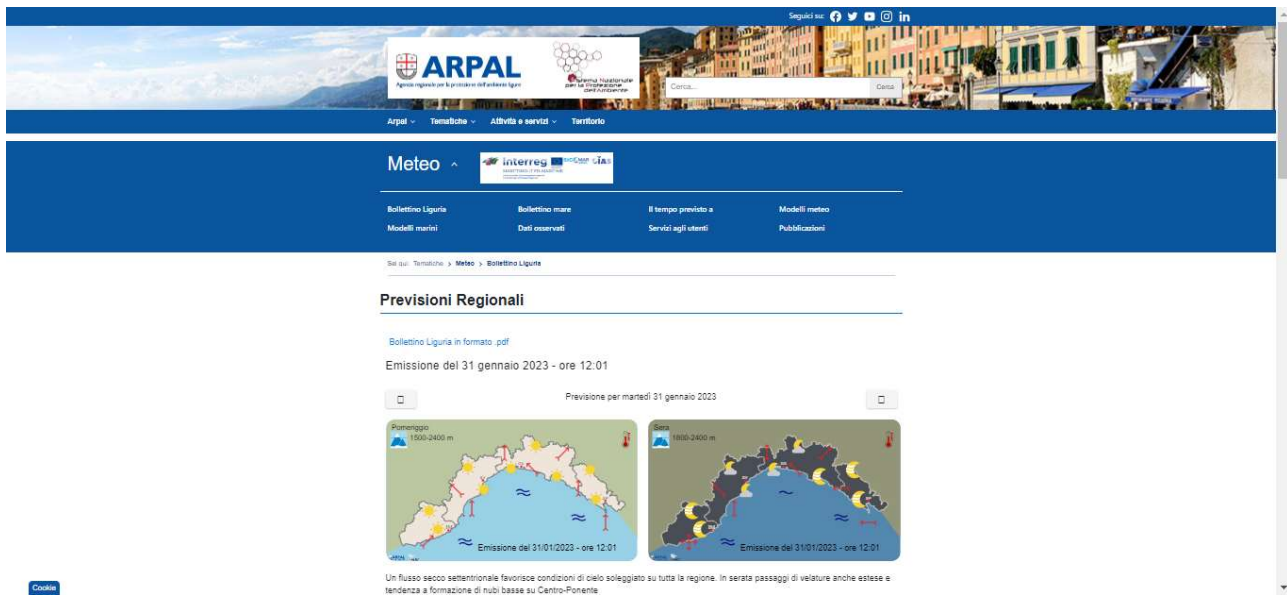 Seguici su:
ARPAL
Agenzia regionale per la protezione dell'ambiente ligure
Sistema Nazionale
per la Protezione
dell'Ambiente
Cerca...
Cerca
Arpal
Tematiche
Attività e servizi
Territorio
Meteo
Interreg
Bollettino Liguria
Bollettino mare
Il tempo previsto a
Modelli meteo
Modelli marini
Dati osservati
Servizi agli utenti
Pubblicazioni
Sei qui: Tematiche > Meteo > Bollettino Liguria
Previsioni Regionali
Bollettino Liguria in formato .pdf
Emissione del 31 gennaio 2023 - ore 12:01
Previsione per martedì 31 gennaio 2023
Pomeriggio
1500-2400 m
Emissione del 31/01/2023 - ore 12:01
ARPAL
Sera
1600-2400 m
Emissione del 31/01/2023 - ore 12:01
ARPAL
Un flusso secco settentrionale favorisce condizioni di cielo soleggiato su tutta la regione. In serata passaggi di velature anche estese e
tendenza a formazione di nubi basse su Centro-Ponente
Cookie